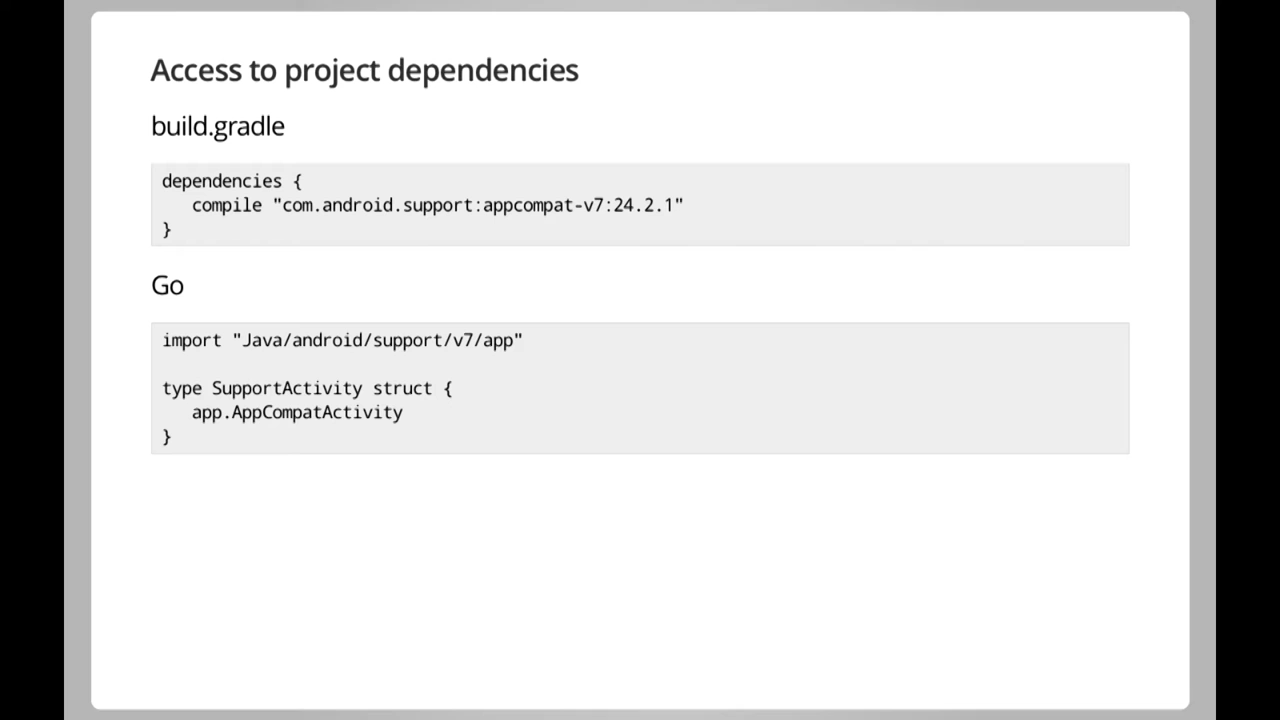 Access to project dependencies
build.gradle
dependencies {
   compile "com.android.support:appcompat-v7:24.2.1"
}
Go
import "Java/android/support/v7/app"
type SupportActivity struct {
   app.AppCompatActivity
}